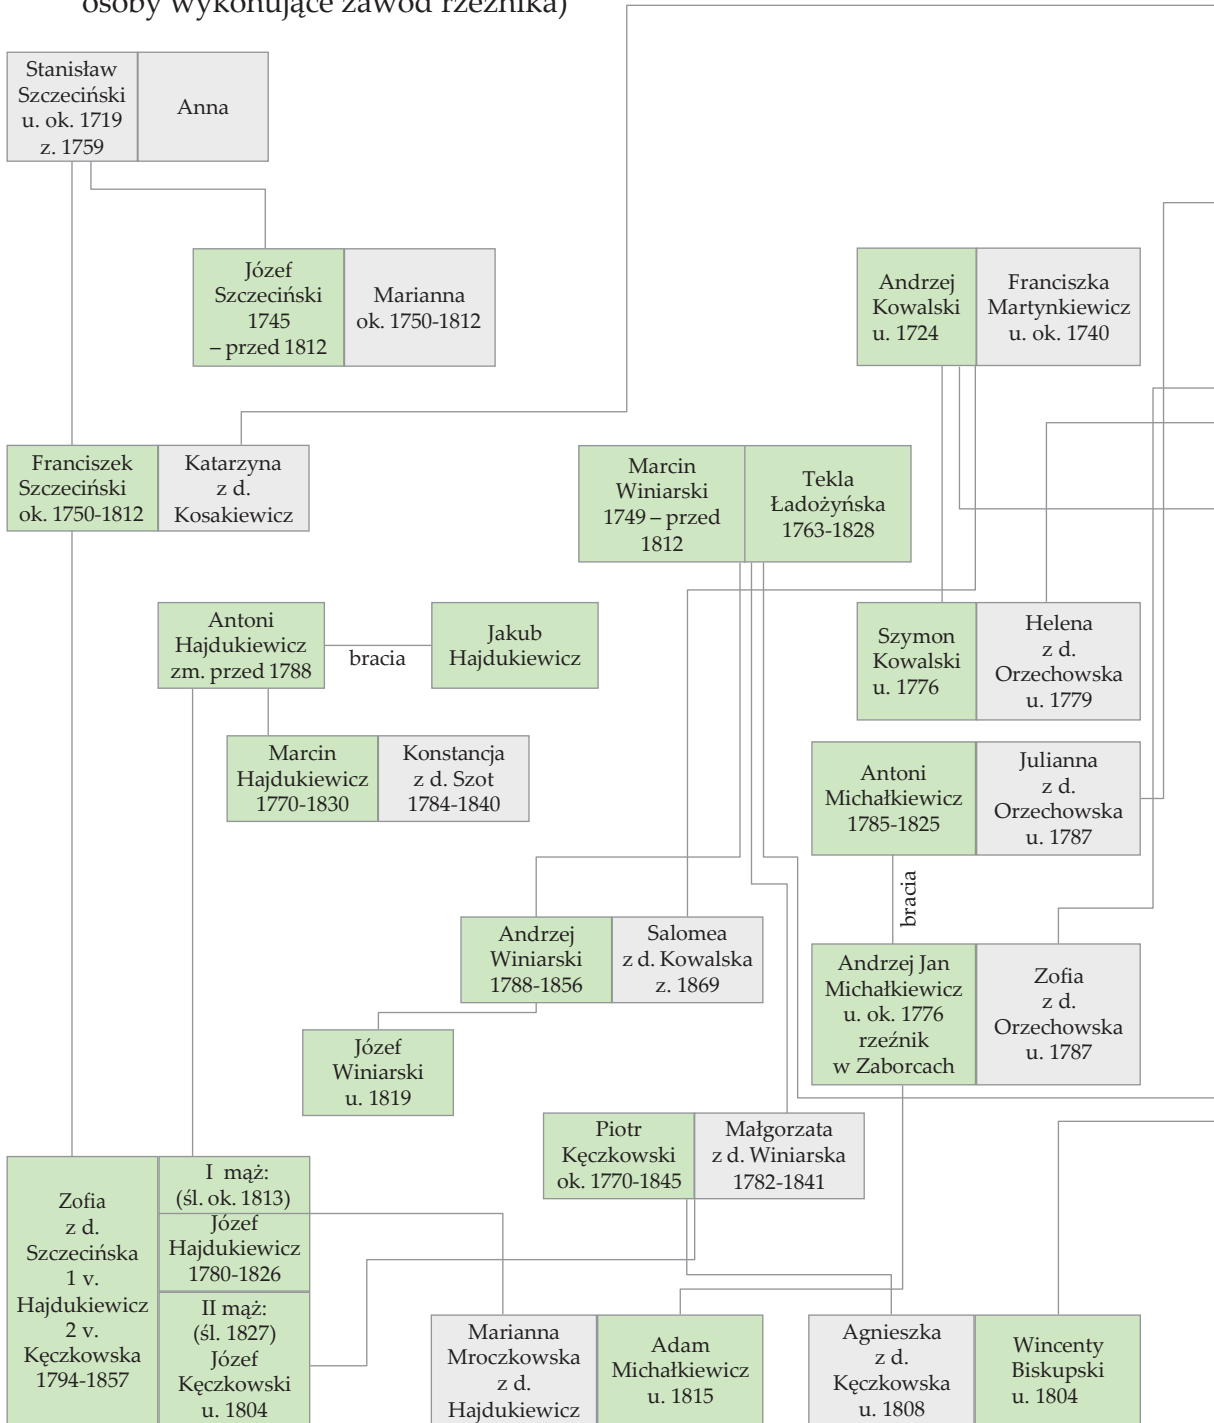 osoby wykonujące zawód rzeźnika)
Stanisław
Szczeciński
u. ok. 1719
z. 1759
Anna
Józef
Szczeciński
1745
– przed 1812
Marianna
ok. 1750-1812
Andrzej
Kowalski
u. 1724
Franciszka
Martynkiewicz
u. ok. 1740
Franciszek
Szczeciński
ok. 1750-1812
Katarzyna
z d.
Kosakiewicz
Marcin
Winiarski
1749 – przed
1812
Tekla
Ładożyńska
1763-1828
Antoni
Hajdukiewicz
zm. przed 1788
bracia
Jakub
Hajdukiewicz
Szymon
Kowalski
u. 1776
Helena
z d.
Orzechowska
u. 1779
Marcin
Hajdukiewicz
1770-1830
Konstancja
z d. Szot
1784-1840
Antoni
Michałkiewicz
1785-1825
Julianna
z d.
Orzechowska
u. 1787
bracia
Andrzej
Winiarski
1788-1856
Salomea
z d. Kowalska
z. 1869
Andrzej Jan
Michałkiewicz
u. ok. 1776
rzeźnik
w Zaborcach
Zofia
z d.
Orzechowska
u. 1787
Józef
Winiarski
u. 1819
Piotr
Kęczkowski
ok. 1770-1845
Małgorzata
z d. Winiarska
1782-1841
Zofia
z d.
Szczecińska
1 v.
Hajdukiewicz
2 v.
Kęczkowska
1794-1857
I mąż:
(śl. ok. 1813)
Józef
Hajdukiewicz
1780-1826
II mąż:
(śl. 1827)
Józef
Kęczkowski
u. 1804
Marianna
Mroczkowska
z d.
Hajdukiewicz
Adam
Michałkiewicz
u. 1815
Agnieszka
z d.
Kęczkowska
u. 1808
Wincenty
Biskupski
u. 1804